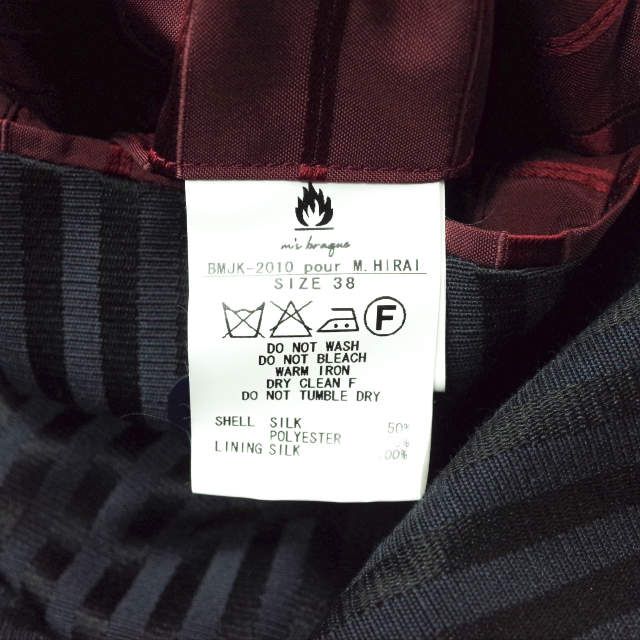 m's braque
BMJK-2010 pour M.HIRAI
SIZE 38
F
DO NOT WASH
DO NOT BLEACH
WARM IRON
DRY CLEAN F
DO NOT TUMBLE DRY
SHELL SILK 50%
POLYESTER
LINING SILK